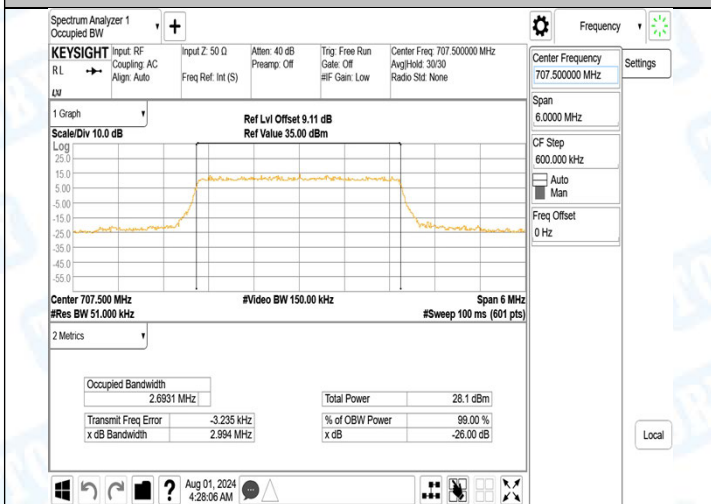 Spectrum Analyzer 1
Occupied BW
+
Frequency
KEYSIGHT
RL
Input: RF
Coupling: AC
Align: Auto
Input Z: 50 Ω
Freq Ref: Int (S)
Atten: 40 dB
Preamp: Off
Trig: Free Run
Gate: Off
#IF Gain: Low
Center Freq: 707.500000 MHz
Avg|Hold: 30/30
Radio Std: None
Center Frequency
707.500000 MHz
Settings
Span
6.0000 MHz
CF Step
600.000 kHz
Auto
Man
Freq Offset
0 Hz
1 Graph
Scale/Div 10.0 dB
Ref Lvl Offset 9.11 dB
Ref Value 35.00 dBm
Log
25.0
15.0
5.00
-5.00
-15.0
-25.0
-35.0
-45.0
-55.0
Center 707.500 MHz
#Video BW 150.00 kHz
Span 6 MHz
#Res BW 51.000 kHz
#Sweep 100 ms (601 pts)
2 Metrics
Occupied Bandwidth
2.6931 MHz
Total Power 28.1 dBm
Transmit Freq Error -3.235 kHz
% of OBW Power 99.00 %
x dB Bandwidth 2.994 MHz
x dB -26.00 dB
Local
?
Aug 01, 2024
4:28:06 AM